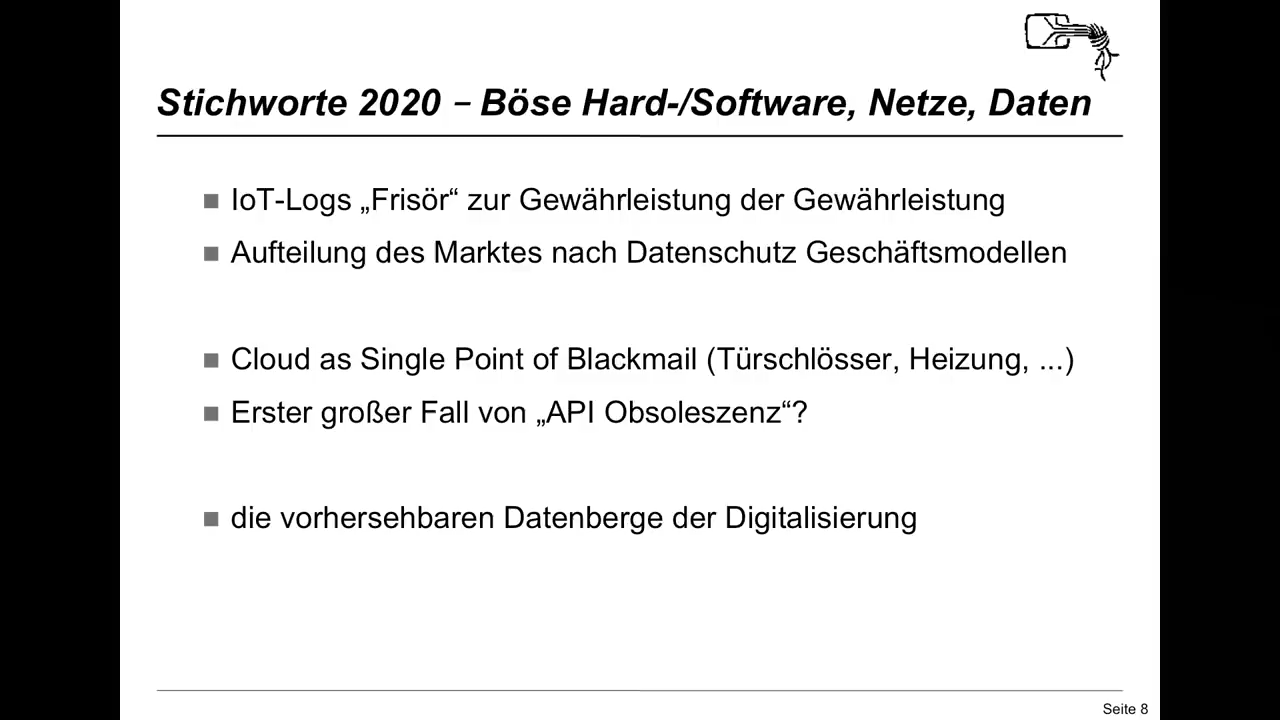 Stichworte 2020 – Böse Hard-/Software, Netze, Daten
IoT-Logs „Frisör“ zur Gewährleistung der Gewährleistung
Aufteilung des Marktes nach Datenschutz Geschäftsmodellen
Cloud as Single Point of Blackmail (Türschlösser, Heizung, ...)
Erster großer Fall von „API Obsoleszenz“?
die vorhersehbaren Datenberge der Digitalisierung
Seite 8